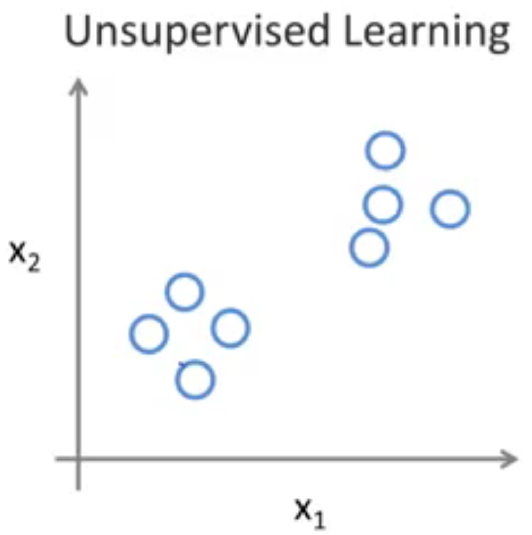 Unsupervised Learning
x₂
x₁